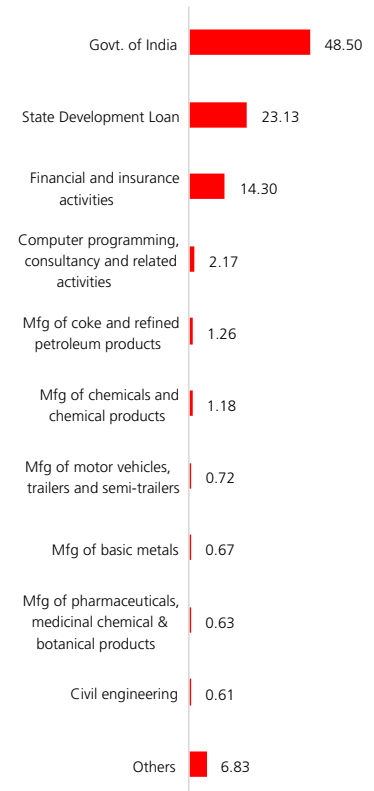 Govt. of India 48.50
State Development Loan 23.13
Financial and insurance
activities 14.30
Computer programming,
consultancy and related
activities 2.17
Mfg of coke and refined
petroleum products 1.26
Mfg of chemicals and
chemical products 1.18
Mfg of motor vehicles,
trailers and semi-trailers 0.72
Mfg of basic metals 0.67
Mfg of pharmaceuticals,
medicinal chemical &
botanical products 0.63
Civil engineering 0.61
Others 6.83